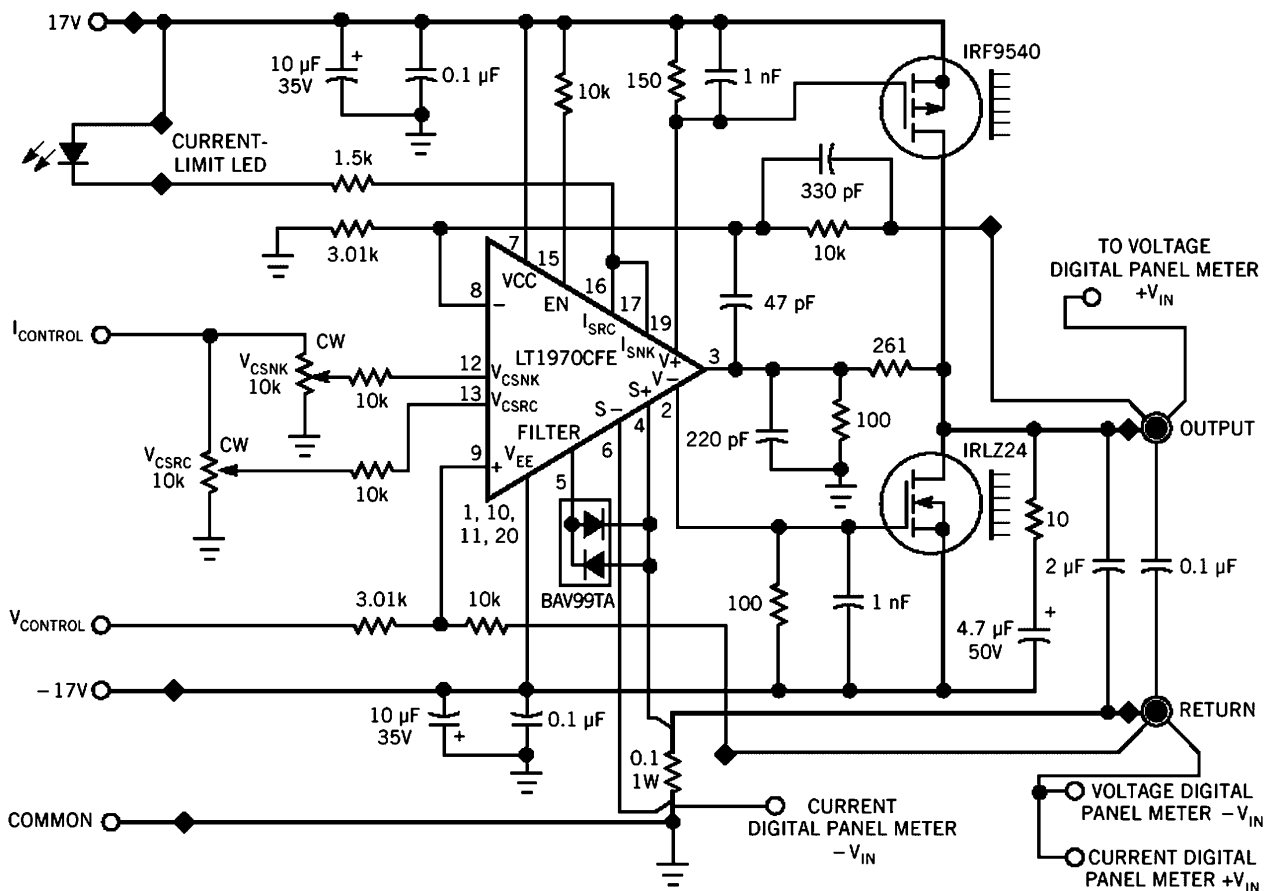 17V
10 µF
35V
+
0.1 µF
10k
150
1 nF
IRF9540
CURRENT-
LIMIT LED
1.5k
330 pF
3.01k
10k
TO VOLTAGE
DIGITAL PANEL METER
+VIN
7
15
16
17
19
VCC
EN
ISRC
ISNK
V+
V−
8
−
47 pF
ICONTROL
CW
VCSNK
10k
10k
12
VCSNK
LT1970CFE
3
261
13
VCSRC
S+
2
S−
4
6
FILTER
220 pF
100
OUTPUT
CW
VCSRC
10k
10k
9
+
VEE
5
IRLZ24
1, 10,
11, 20
10
BAV99TA
2 µF
0.1 µF
100
1 nF
3.01k
10k
VCONTROL
4.7 µF
50V
+
−17V
10 µF
35V
+
0.1 µF
RETURN
0.1
1W
COMMON
CURRENT
DIGITAL PANEL METER
−VIN
VOLTAGE DIGITAL
PANEL METER −VIN
CURRENT DIGITAL
PANEL METER +VIN